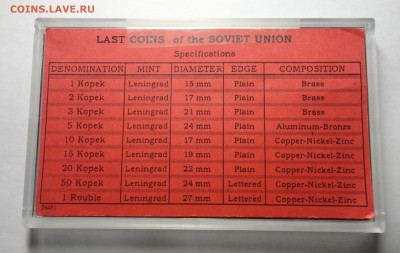 COINS.ЛАВЕ.RU
LAST COINS of the SOVIET UNION
Specifications
DENOMINATION MINT DIAMETER EDGE COMPOSITION
1 Kopek Leningrad 15 mm Plain Brass
2 Kopek Leningrad 17 mm Plain Brass
3 Kopek Leningrad 21 mm Plain Brass
5 Kopek Leningrad 24 mm Plain Aluminum-Bronze
10 Kopek Leningrad 17 mm Plain Copper-Nickel-Zinc
15 Kopek Leningrad 19 mm Plain Copper-Nickel-Zinc
20 Kopek Leningrad 22 mm Plain Copper-Nickel-Zinc
50 Kopek Leningrad 24 mm Lettered Copper-Nickel-Zinc
1 Rouble Leningrad 27 mm Lettered Copper-Nickel-Zinc